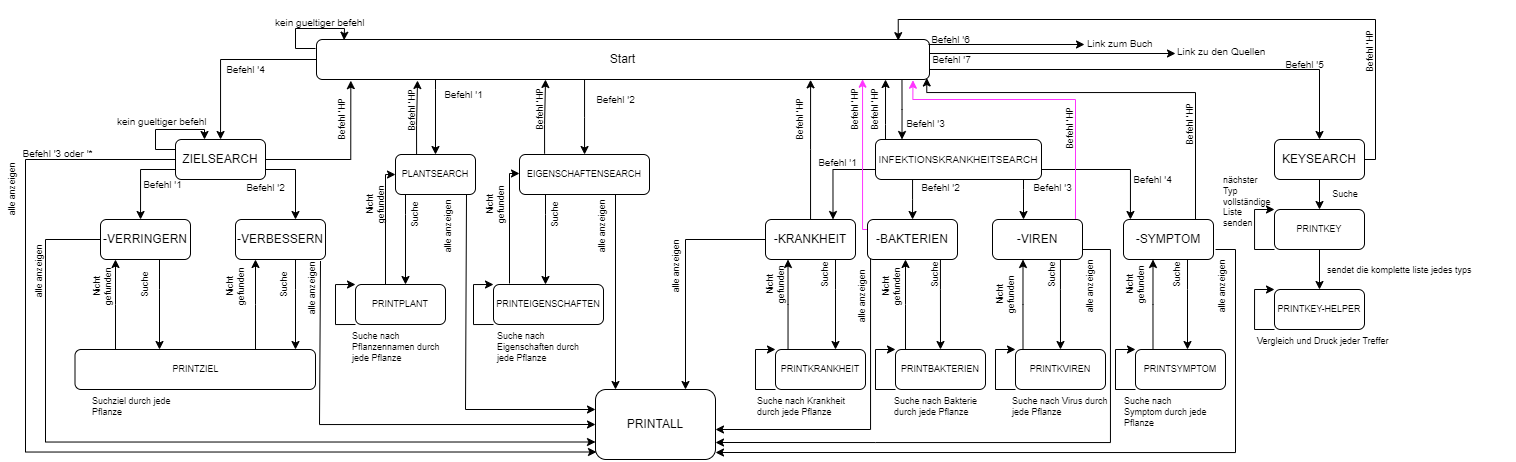 kein gueltiger befehl
Start
Befehl '6
Link zum Buch
Link zu den Quellen
Befehl '7
Befehl '5
Befehl 'HP
Befehl '4
Befehl 'HP
Befehl 'HP
Befehl '1
Befehl 'HP
Befehl '2
Befehl 'HP
Befehl 'HP
Befehl 'HP
Befehl '3
Befehl 'HP
Befehl 'HP
kein gueltiger befehl
Befehl '3 oder '*
ZIELSEARCH
PLANTSEARCH
EIGENSCHAFTENSEARCH
INFEKTIONSKRANKHEITSEARCH
KEYSEARCH
alle anzeigen
Befehl '1
Befehl '2
Nicht
gefunden
Suche
alle anzeigen
Nicht
gefunden
Suche
alle anzeigen
Befehl '1
Befehl '2
Befehl '3
Befehl '4
nächster
Typ
vollständige
Liste
senden
Suche
-VERRINGERN
-VERBESSERN
-KRANKHEIT
-BAKTERIEN
-VIREN
-SYMPTOM
PRINTKEY
alle anzeigen
Nicht
gefunden
Suche
Nicht
gefunden
Suche
alle anzeigen
alle anzeigen
Nicht
gefunden
Suche
alle anzeigen
Nicht
gefunden
Suche
Nicht
gefunden
Suche
alle anzeigen
Nicht
gefunden
Suche
alle anzeigen
sendet die komplette liste jedes typs
PRINTPLANT
PRINTEIGENSCHAFTEN
PRINTKEY-HELPER
Suche nach
Pflanzennamen durch
jede Pflanze
Suche nach
Eigenschaften durch
jede Pflanze
Vergleich und Druck jeder Treffer
PRINTZIEL
PRINTKRANKHEIT
PRINTBAKTERIEN
PRINTKVIREN
PRINTSYMPTOM
Suchziel durch jede
Pflanze
Suche nach Krankheit
durch jede Pflanze
Suche nach Bakterie
durch jede Pflanze
Suche nach Virus durch
jede Pflanze
Suche nach
Symptom durch jede
Pflanze
PRINTALL